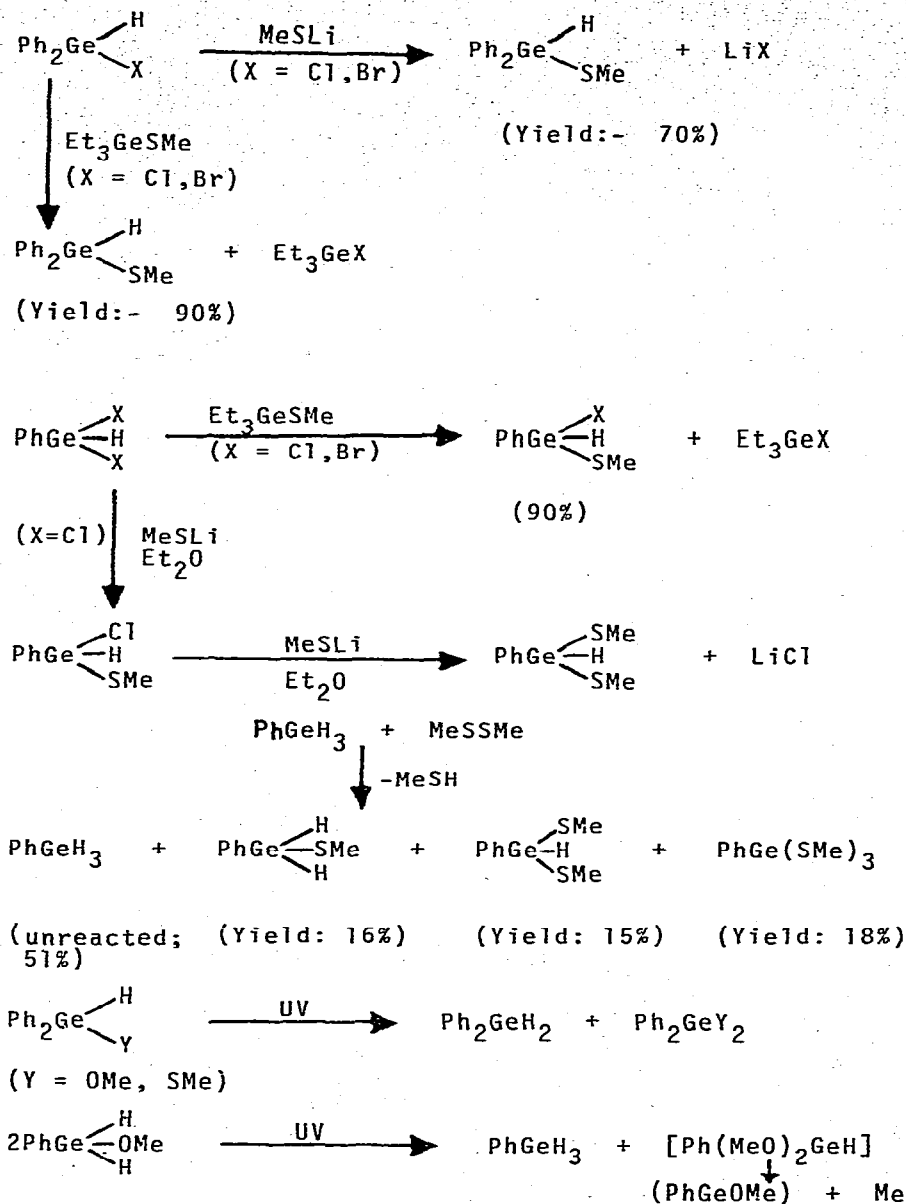 Ph2Ge H X MeSLi (X = Cl,Br) Ph2Ge H SMe + LiX
(Yield:- 70%)
Et3GeSMe
(X = Cl,Br)
Ph2Ge H SMe + Et3GeX
(Yield:- 90%)
PhGe X H X Et3GeSMe (X = Cl,Br) PhGe X H SMe + Et3GeX
(90%)
(X=Cl) MeSLi
Et2O
PhGe Cl H SMe MeSLi Et2O PhGe SMe H SMe + LiCl
PhGeH3 + MeSSMe
-MeSH
PhGeH3 + PhGe H SMe H + PhGe SMe H SMe + PhGe(SMe)3
(unreacted; (Yield: 16%) (Yield: 15%) (Yield: 18%)
51%)
Ph2Ge H Y UV Ph2GeH2 + Ph2GeY2
(Y = OMe, SMe)
2PhGe H OMe H UV PhGeH3 + [Ph(MeO)2GeH]
(PhGeOMe) + Me